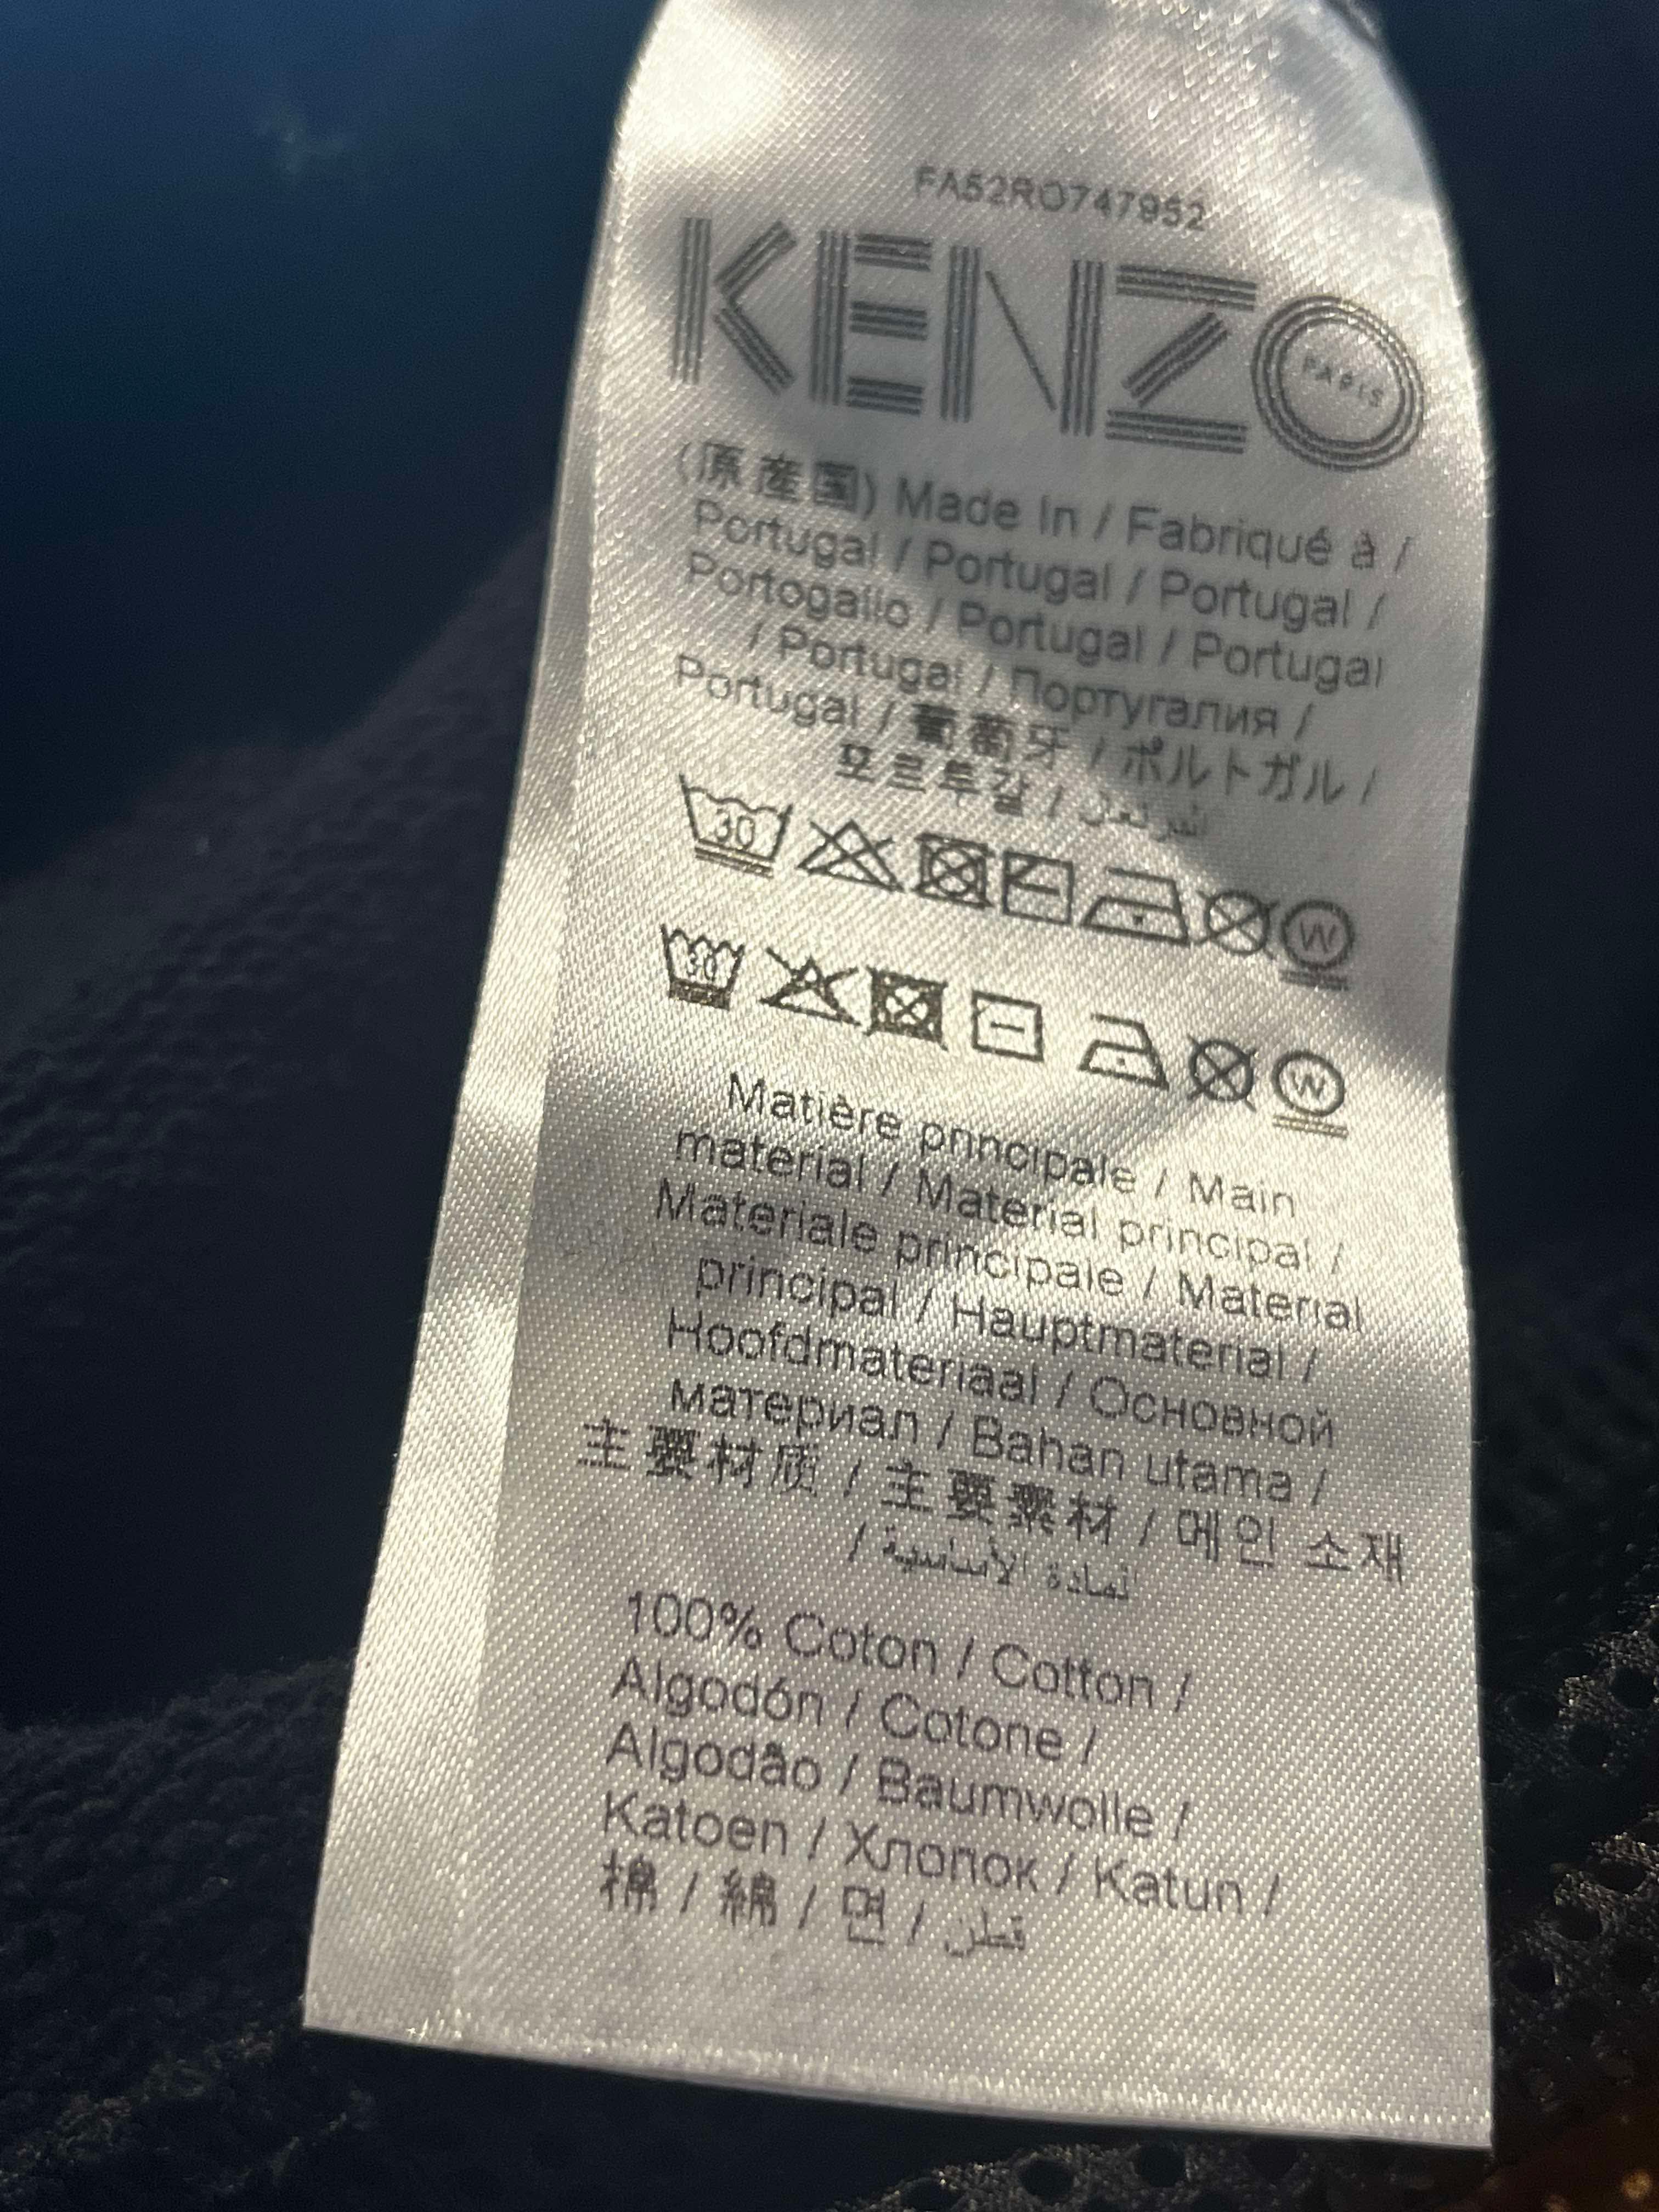 FA52RO747952
KENZO
PARIS
(原産国) Made In / Fabriqué à /
Portugal / Portugal / Portugal /
Portogallo / Portugal / Portugal
/ Portugal / Португалия /
Portugal / 葡萄牙 / ポルトガル /
포르투갈 /
30 W
30 W
Matière principale / Main
material / Material principal /
Materiale principale / Material
principal / Hauptmaterial /
Hoofdmateriaal / Основной
материал / Bahan utama /
主要材质 / 主要素材 / 메인 소재
/ المادة الأساسية
100% Coton / Cotton /
Algodón / Cotone /
Algodão / Baumwolle /
Katoen / Хлопок / Katun /
棉 / 綿 / 면 / قطن